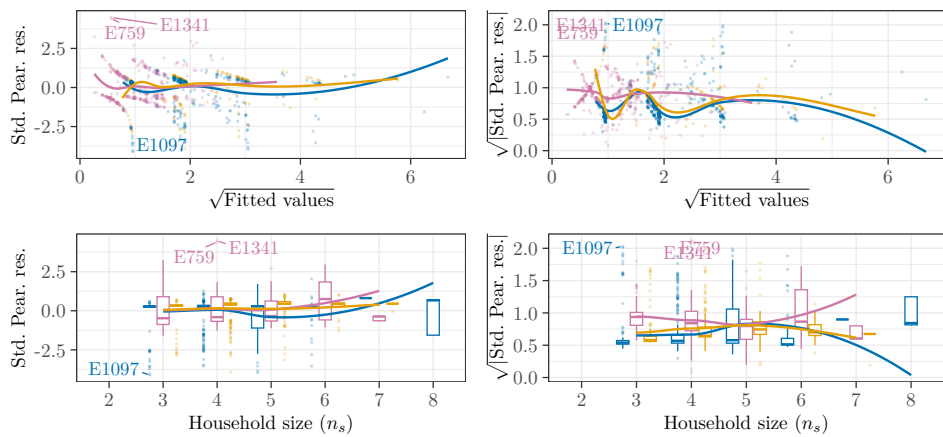 Std. Pear. res.
2.5
0.0
-2.5
E759
E1341
E1097
0
2
4
6
√Fitted values
√|Std. Pear. res.|
2.0
1.5
1.0
0.5
0.0
E1341
E759
E1097
0
2
4
6
√Fitted values
Std. Pear. res.
2.5
0.0
-2.5
E759
E1341
E1097
2
3
4
5
6
7
8
Household size (nₛ)
√|Std. Pear. res.|
2.0
1.5
1.0
0.5
0.0
E1097
E759
E1341
2
3
4
5
6
7
8
Household size (nₛ)